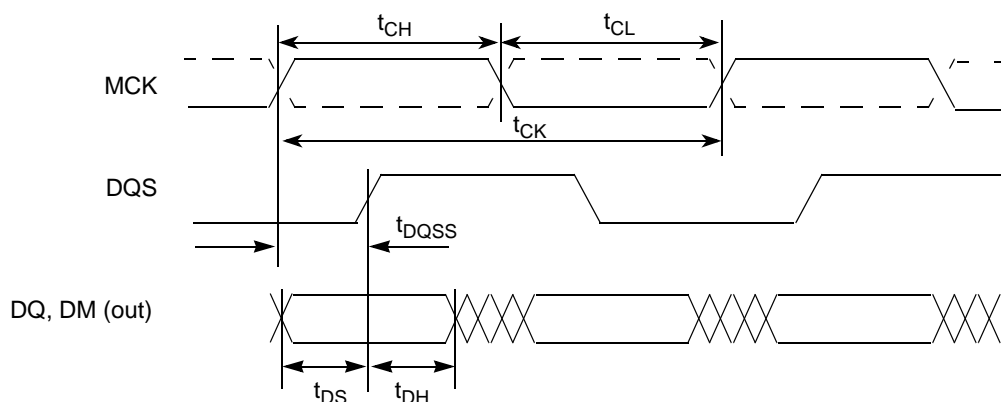 tCH
tCL
MCK
tCK
DQS
tDQSS
DQ, DM (out)
tDS
tDH